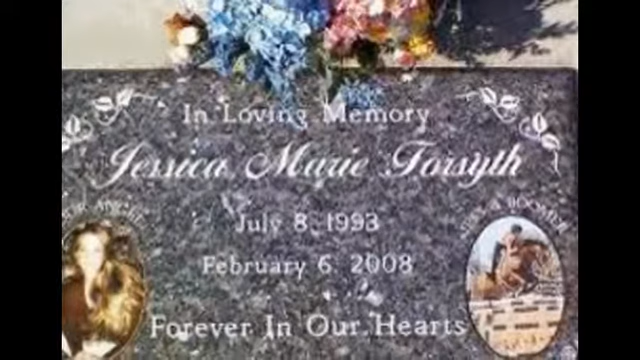 In Loving Memory
Jessica Marie Forsyth
July 8, 1993
February 6, 2008
Forever In Our Hearts